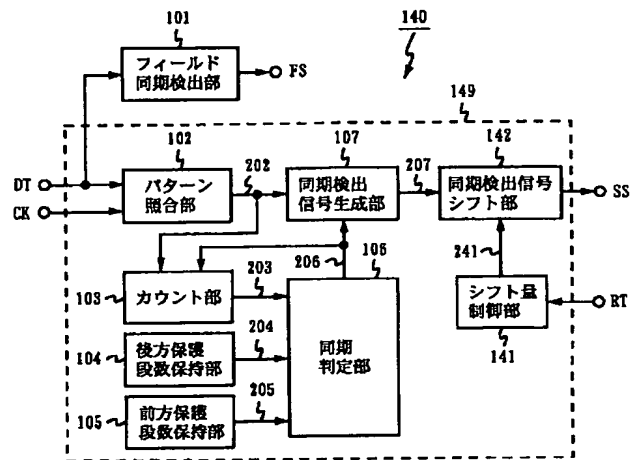 101
140
フィールド
同期検出部
FS
149
102
107
142
DT
CK
パターン
照合部
202
同期検出
信号生成部
207
同期検出信号
シフト部
SS
206
106
241
103
カウント部
203
シフト量
制御部
RT
141
104
後方保護
段数保持部
204
同期
判定部
105
前方保護
段数保持部
205